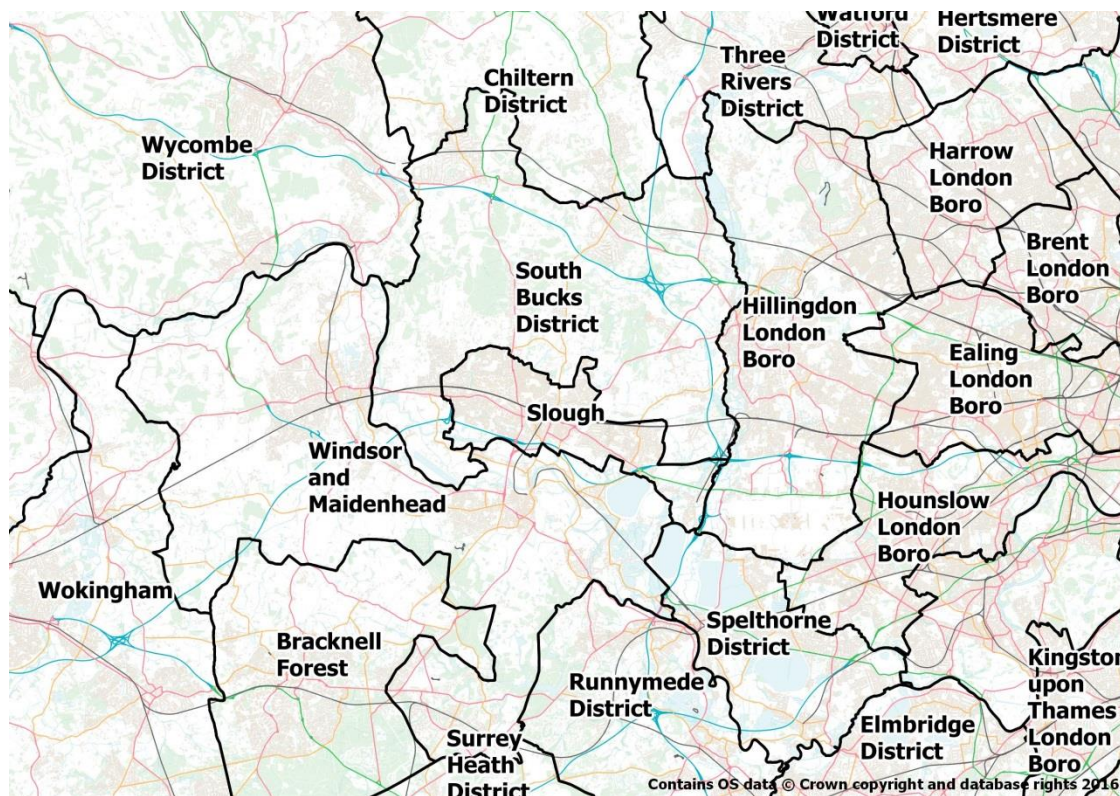 Watford
District
Hertsmere
District
Three
Rivers
District
Chiltern
District
Wycombe
District
Harrow
London
Boro
Brent
London
Boro
South
Bucks
District
Hillingdon
London
Boro
Ealing
London
Boro
Slough
Windsor
and
Maidenhead
Hounslow
London
Boro
Wokingham
Bracknell
Forest
Spelthorne
District
Runnymede
District
Kingston
upon
Thames
London
Boro
Elmbridge
District
Surrey
Heath
District
Contains OS data © Crown copyright and database rights 2016